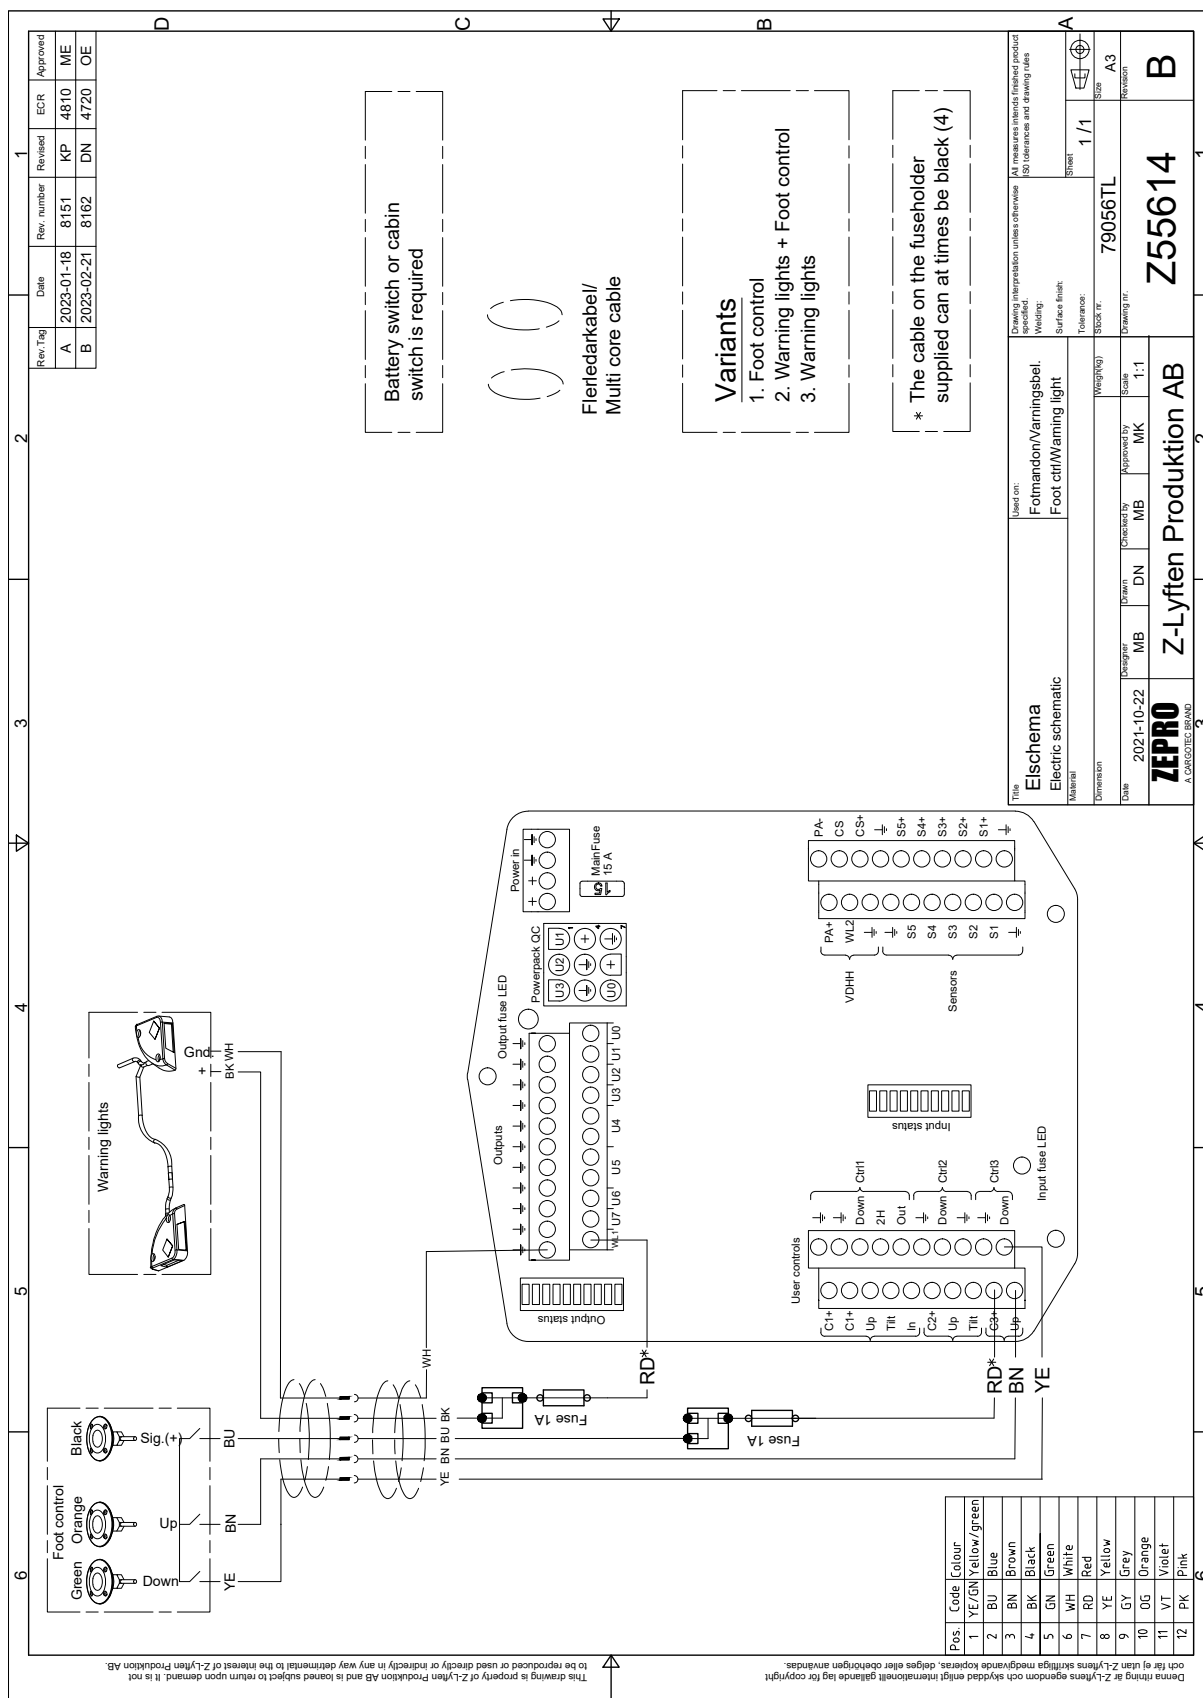 D
C
B
A
1
2
3
4
5
6
Rev.Tag Date Rev. number Revised ECR Approved
A 2023-01-18 8151 KP 4810 ME
B 2023-02-21 8162 DN 4720 OE
Battery switch or cabin
switch is required
Flerledarkabel/
Multi core cable
Variants
1. Foot control
2. Warning lights + Foot control
3. Warning lights
* The cable on the fuseholder
supplied can at times be black (4)
Warning lights
Gnd WH
+ BK
Foot control
Green Orange Black
Down Up Sig.(+)
YE BN BU
YE BN BU BK WH
Fuse 1A
Fuse 1A
RD*
RD*
BN
YE
Power in
+ +
Main Fuse
15 A
15
Powerpack QC
U3 U2 U1
+
U0 +
1 4 7
Output fuse LED
Outputs
WL1 U7 U6 U5 U4 U3 U2 U1 U0
Output status
Input status
Input fuse LED
User controls
C1+
C1+
Up
Tilt
In
C2+
Up
Tilt
C3+
Up
Down
2H
Out
Down
Down
Ctrl1
Ctrl2
Ctrl3
PA-
CS
CS+
S5+
S4+
S3+
S2+
S1+
PA+
WL2
S5
S4
S3
S2
S1
VDHH
Sensors
Pos. Code Colour
1 YE/GN Yellow/green
2 BU Blue
3 BN Brown
4 BK Black
5 GN Green
6 WH White
7 RD Red
8 YE Yellow
9 GY Grey
10 OG Orange
11 VT Violet
12 PK Pink
Title
Elschema
Electric schematic
Used on:
Fotmandon/Varningsbel.
Foot ctrl/Warning light
Drawing interpretation unless otherwise
specified.
Welding:
Surface finish:
Tolerance:
All measures intends finished product
ISO tolerances and drawing rules
Sheet
1 /1
Material
Dimension
Weight(kg)
Stock nr.
79056TL
Size
A3
Date
2021-10-22
Designer
MB
Drawn
DN
Checked by
MB
Approved by
MK
Scale
1:1
Drawing nr.
Z55614
Revision
B
ZEPRO
A CARGOTEC BRAND
Z-Lyften Produktion AB
This drawing is property of Z-Lyften Produktion AB and is loaned subject to return upon demand. It is not
to be reproduced or used directly or indirectly in any way detrimental to the interest of Z-Lyften Produktion AB.
Denna ritning är Z-Lyftens egendom och skyddad enligt internationellt gällande lag för copyright
och får ej utan Z-Lyftens skriftliga medgivande kopieras, delges eller obehörigen användas.
1
2
3
4
5
6